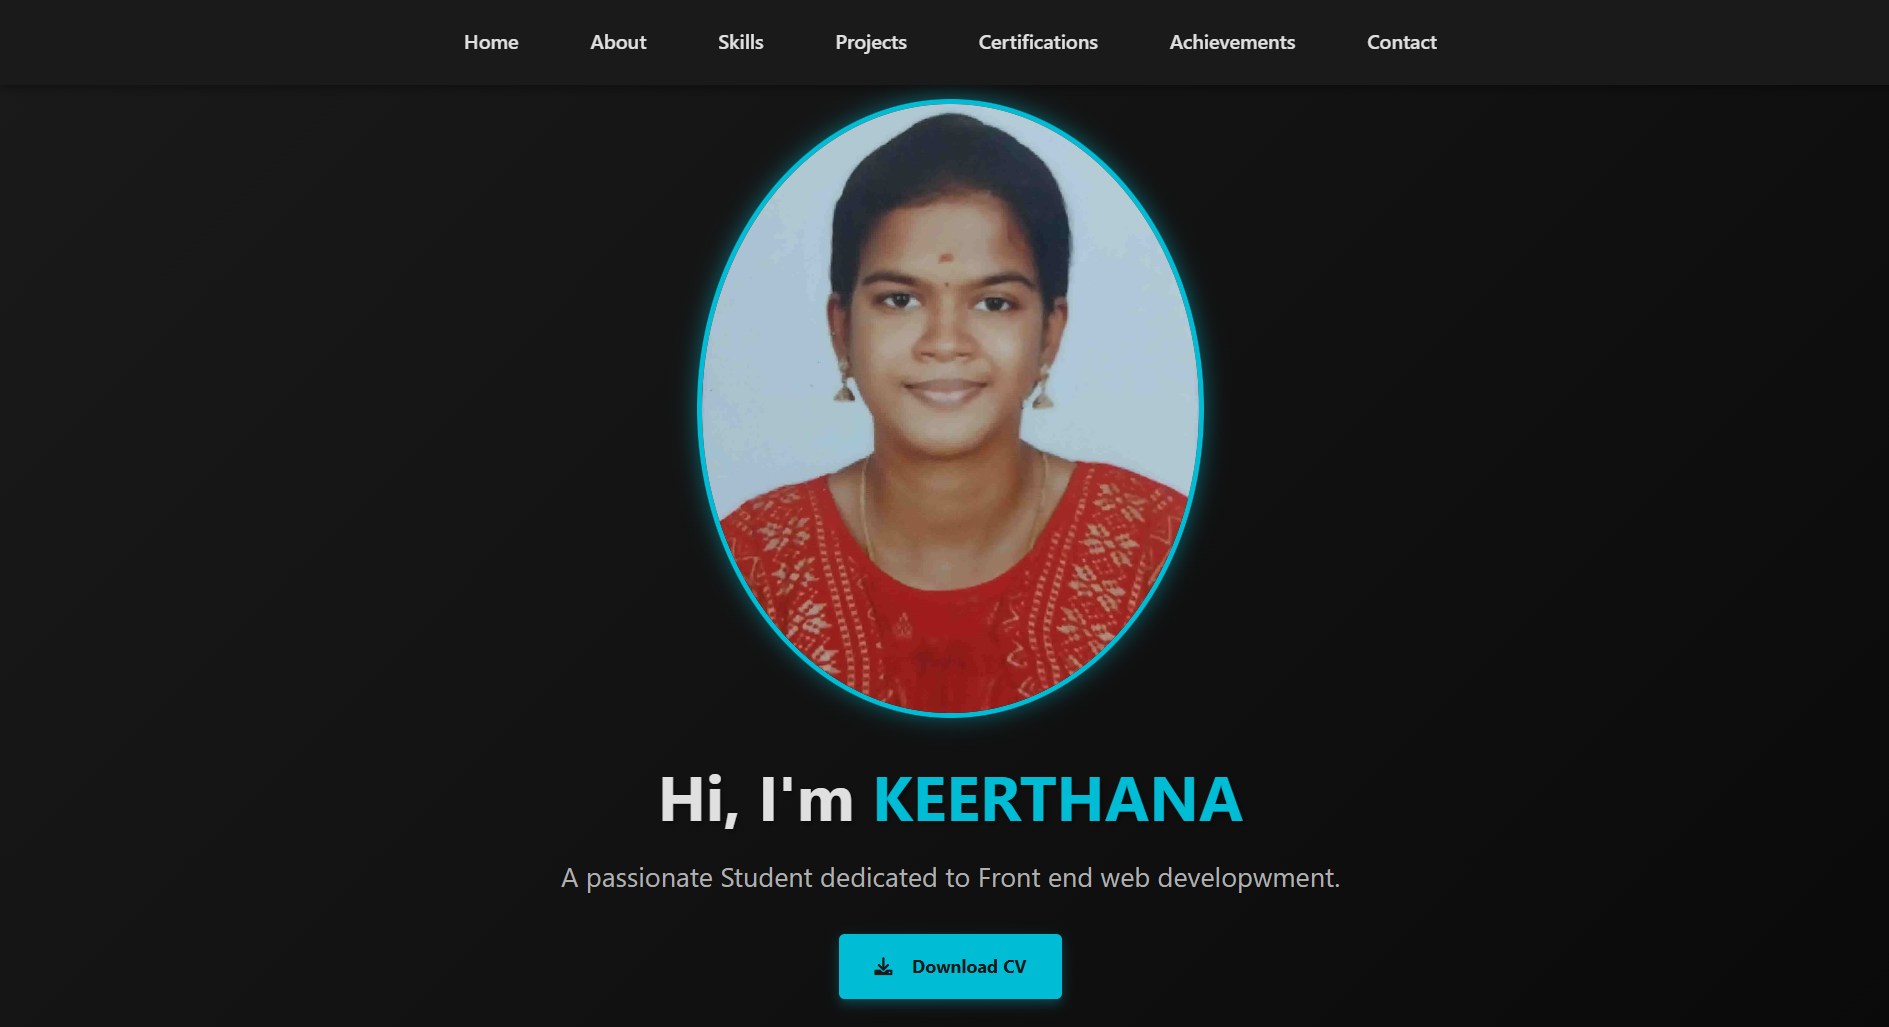 Home About Skills Projects Certifications Achievements Contact
Hi, I'm KEERTHANA
A passionate Student dedicated to Front end web developwment.
Download CV